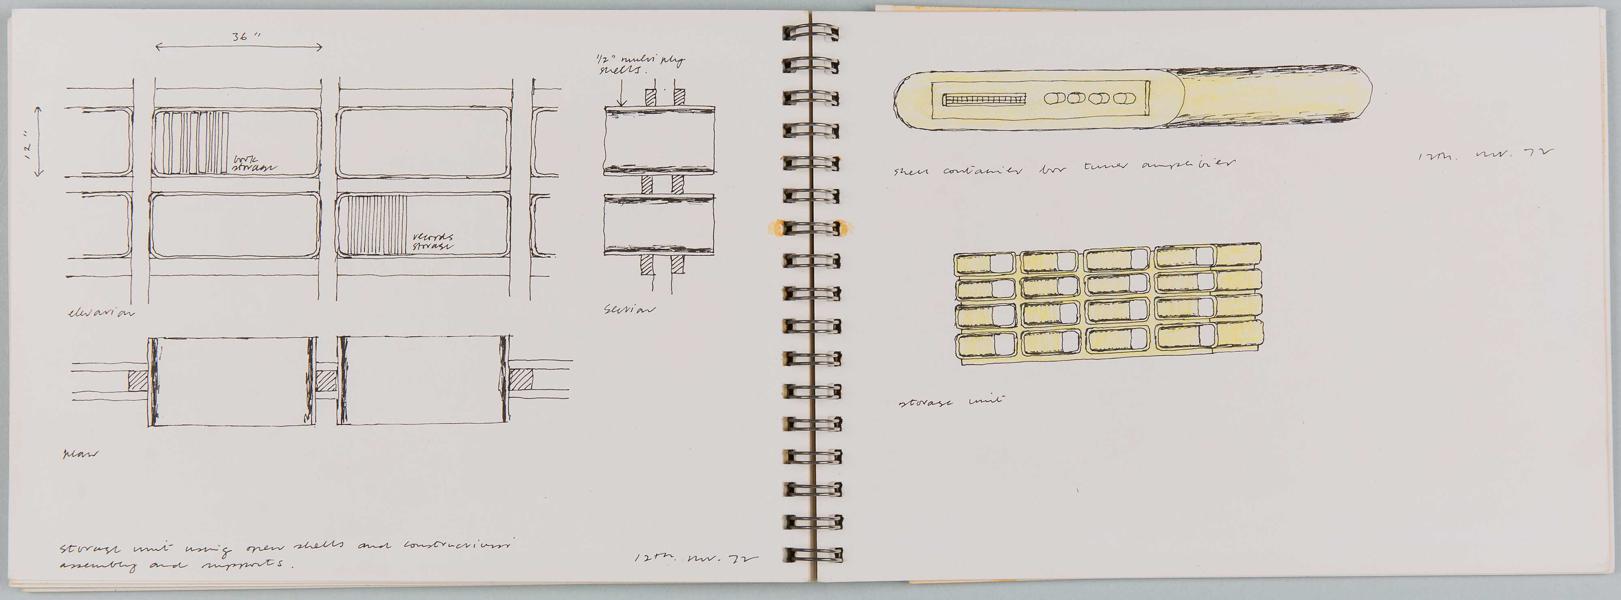 36"
12"
book
storage
records
storage
elevation
1/2" multi ply
shells.
section
plan
storage unit using open shells and constructions
assembly and supports.
12th. nov. 72
shell container for tuner amplifier
12th. nov. 72
storage unit